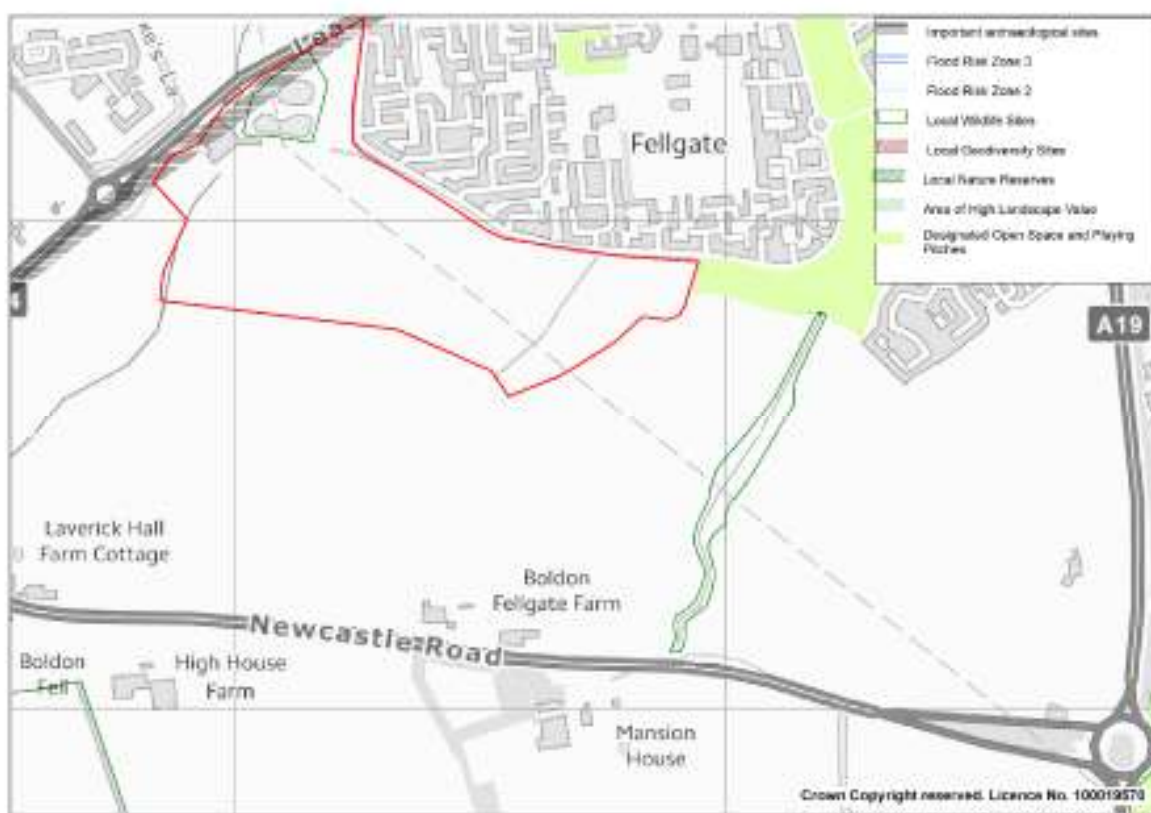 Important archaeological sites
Flood Risk Zone 3
Flood Risk Zone 2
Local Wildlife Sites
Local Geodiversity Sites
Local Nature Reserves
Area of High Landscape Value
Designated Open Space and Playing
Pitches
Lea
Fellgate
4
A19
Laverick Hall
Farm Cottage
Boldon
Fellgate Farm
Newcastle Road
Boldon
Fell
High House
Farm
Mansion
House
Crown Copyright reserved. Licence No. 100019570